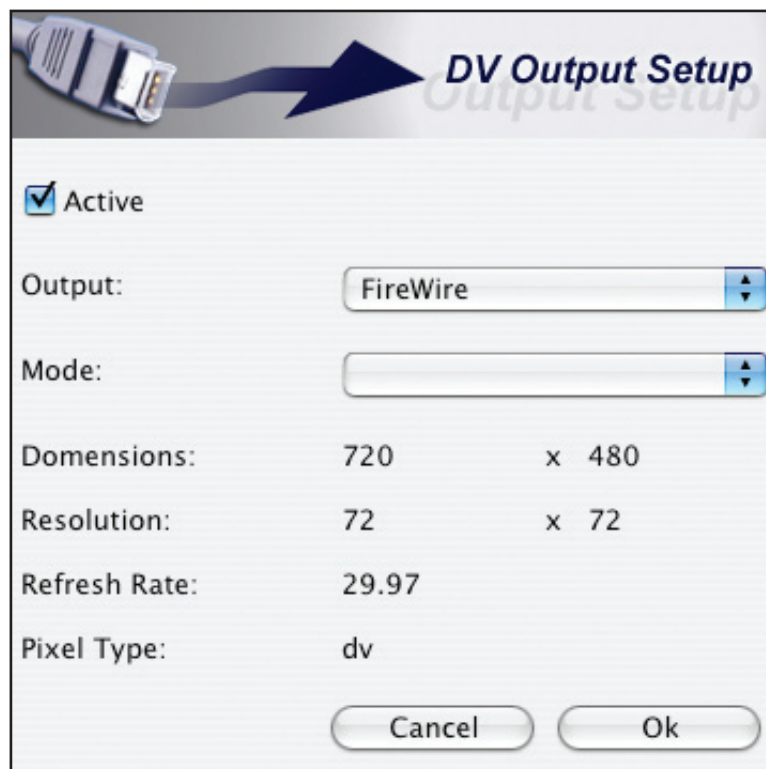 DV Output Setup
Output Setup
Active
Output: FireWire
Mode:
Domensions: 720 x 480
Resolution: 72 x 72
Refresh Rate: 29.97
Pixel Type: dv
Cancel Ok